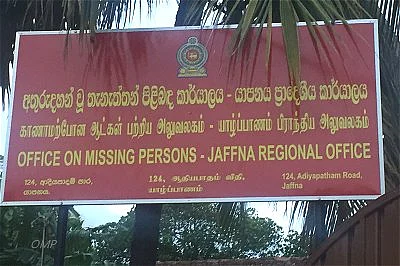 අතුරුදහන් වූ තැනැත්තන් පිළිබඳ කාර්යාලය - යාපනය ප්‍රාදේශීය කාර්යාලය
காணாமற்போன ஆட்கள் பற்றிய அலுவலகம் - யாழ்ப்பாணம் பிராந்திய அலுவலகம்
OFFICE ON MISSING PERSONS - JAFFNA REGIONAL OFFICE
124, ආදියපාදම් පාර,
යාපනය.
124, ஆதியபாதம் வீதி,
யாழ்ப்பாணம்
124, Adiyapatham Road,
Jaffna
OMP